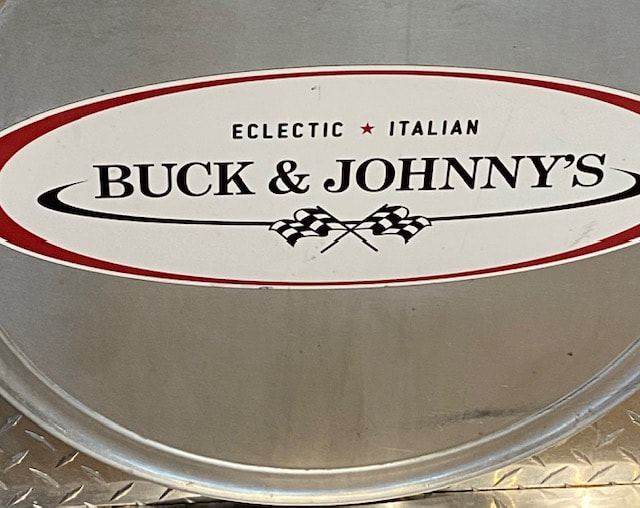 ECLECTIC ★ ITALIAN
BUCK & JOHNNY'S